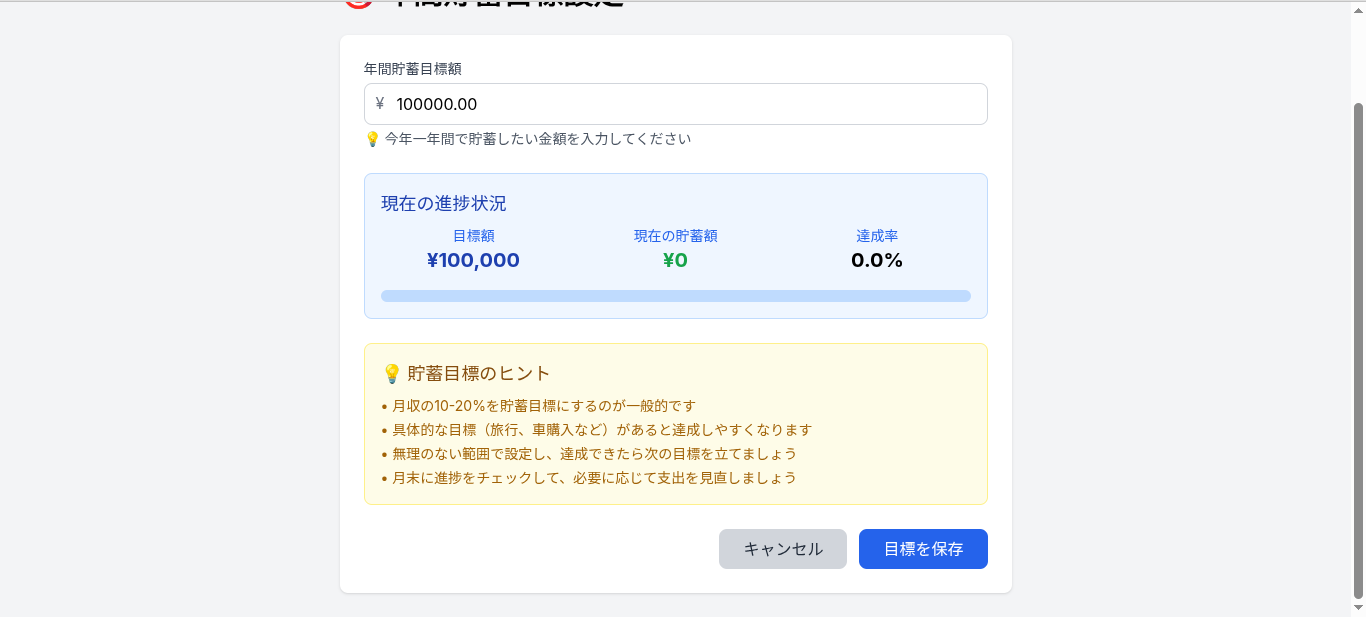 年間貯蓄目標設定
年間貯蓄目標額
¥ 100000.00
💡 今年一年間で貯蓄したい金額を入力してください
現在の進捗状況
目標額 現在の貯蓄額 達成率
¥100,000 ¥0 0.0%
💡 貯蓄目標のヒント
• 月収の10-20%を貯蓄目標にするのが一般的です
• 具体的な目標（旅行、車購入など）があると達成しやすくなります
• 無理のない範囲で設定し、達成できたら次の目標を立てましょう
• 月末に進捗をチェックして、必要に応じて支出を見直しましょう
キャンセル 目標を保存